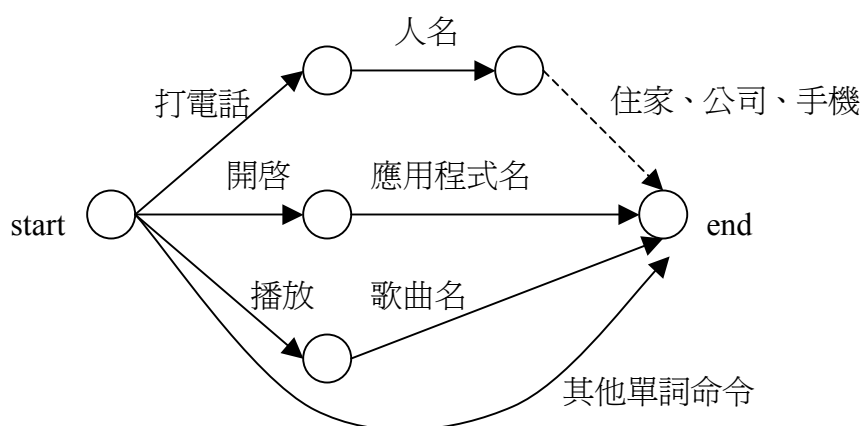 人名
打電話
住家、公司、手機
開啓
應用程式名
start
end
播放
歌曲名
其他單詞命令